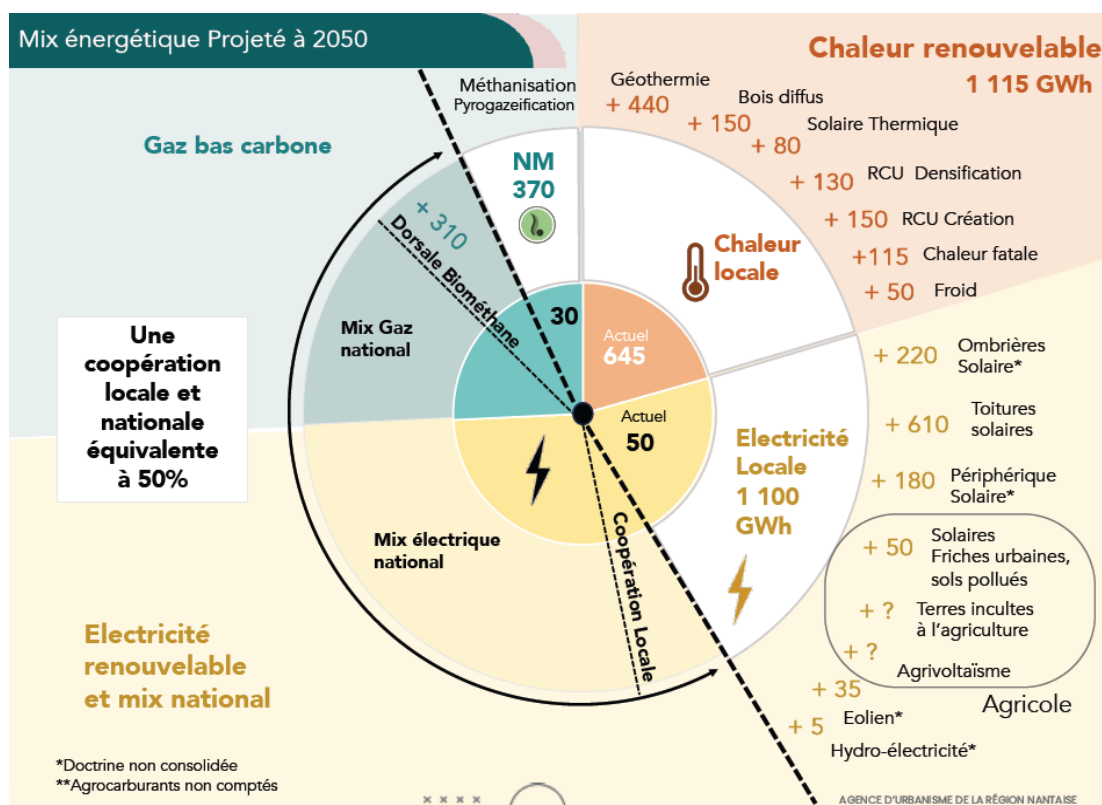 Mix énergétique Projeté à 2050
Chaleur renouvelable
1 115 GWh
Méthanisation
Pyrogazeification
Géothermie
+ 440
Bois diffus
+ 150
Solaire Thermique
+ 80
+ 130 RCU Densification
+ 150 RCU Création
+115 Chaleur fatale
+ 50 Froid
Gaz bas carbone
NM
370
+ 310
Dorsale Biométhane
Chaleur
locale
Mix Gaz
national
30
Actuel
645
Une
coopération
locale et
nationale
équivalente
à 50%
Actuel
50
Electricité
Locale
1 100
GWh
+ 220 Ombrières
Solaire*
+ 610 Toitures
solaires
+ 180 Périphérique
Solaire*
+ 50 Solaires
Friches urbaines,
sols pollués
+ ? Terres incultes
à l'agriculture
+ ?
Agrivoltaïsme
Agricole
+ 35
Eolien*
+ 5
Hydro-électricité*
Mix électrique
national
Coopération Locale
Electricité
renouvelable
et mix national
*Doctrine non consolidée
**Agrocarburants non comptés
AGENCE D'URBANISME DE LA RÉGION NANTAISE